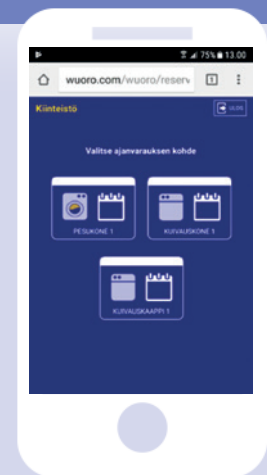 75% 13.00
wuoro.com/wuoro/reserv
1
Kiinteistö
ULOS
Valitse ajanvarauksen kohde
PESUKONE 1
KUIVAUSKONE 1
KUIVAUSKAAPPI 1